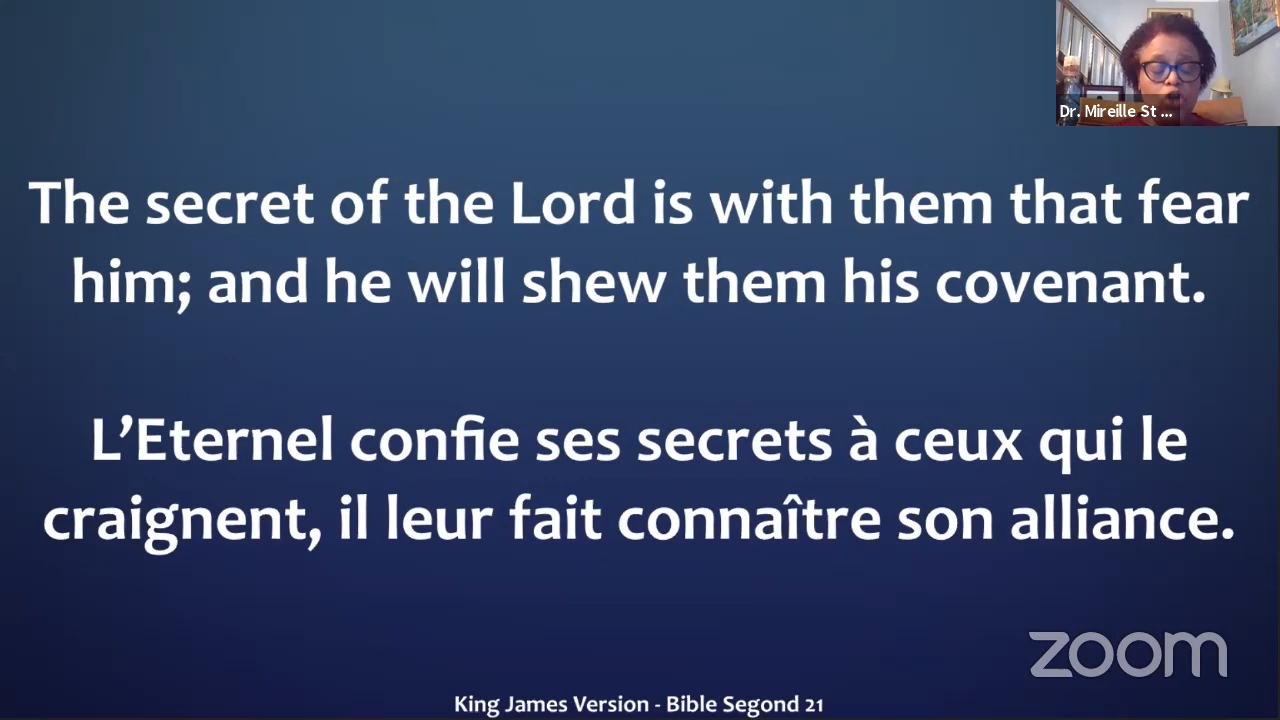 Dr. Mireille St ...
The secret of the Lord is with them that fear
him; and he will shew them his covenant.
L’Eternel confie ses secrets à ceux qui le
craignent, il leur fait connaître son alliance.
zoom
King James Version - Bible Segond 21